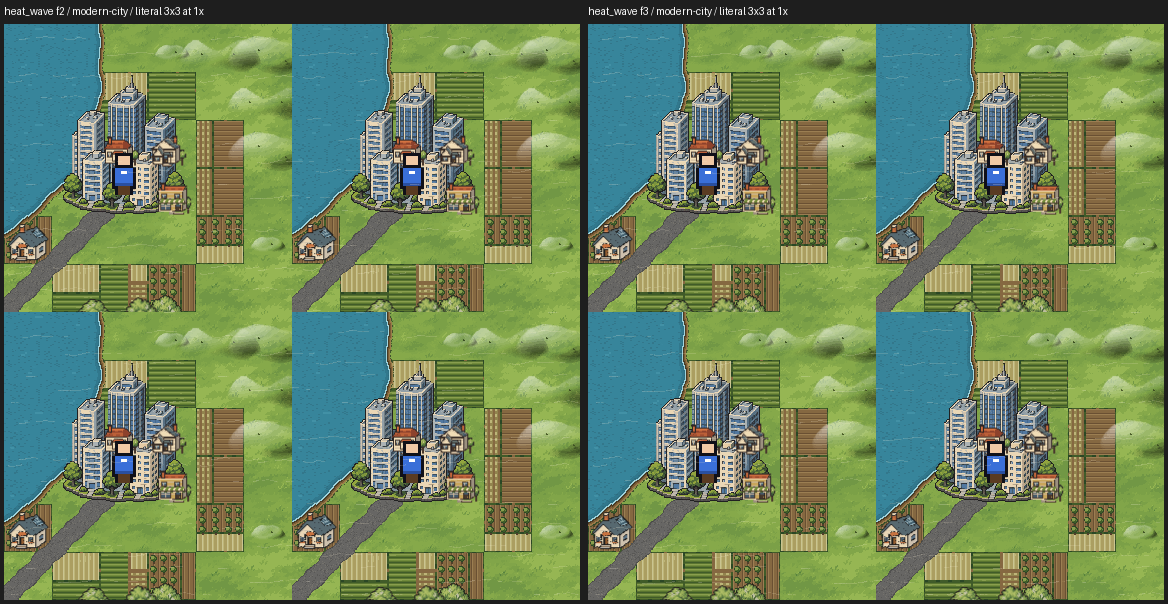 heat_wave f2 / modern-city / literal 3x3 at 1x
heat_wave f3 / modern-city / literal 3x3 at 1x